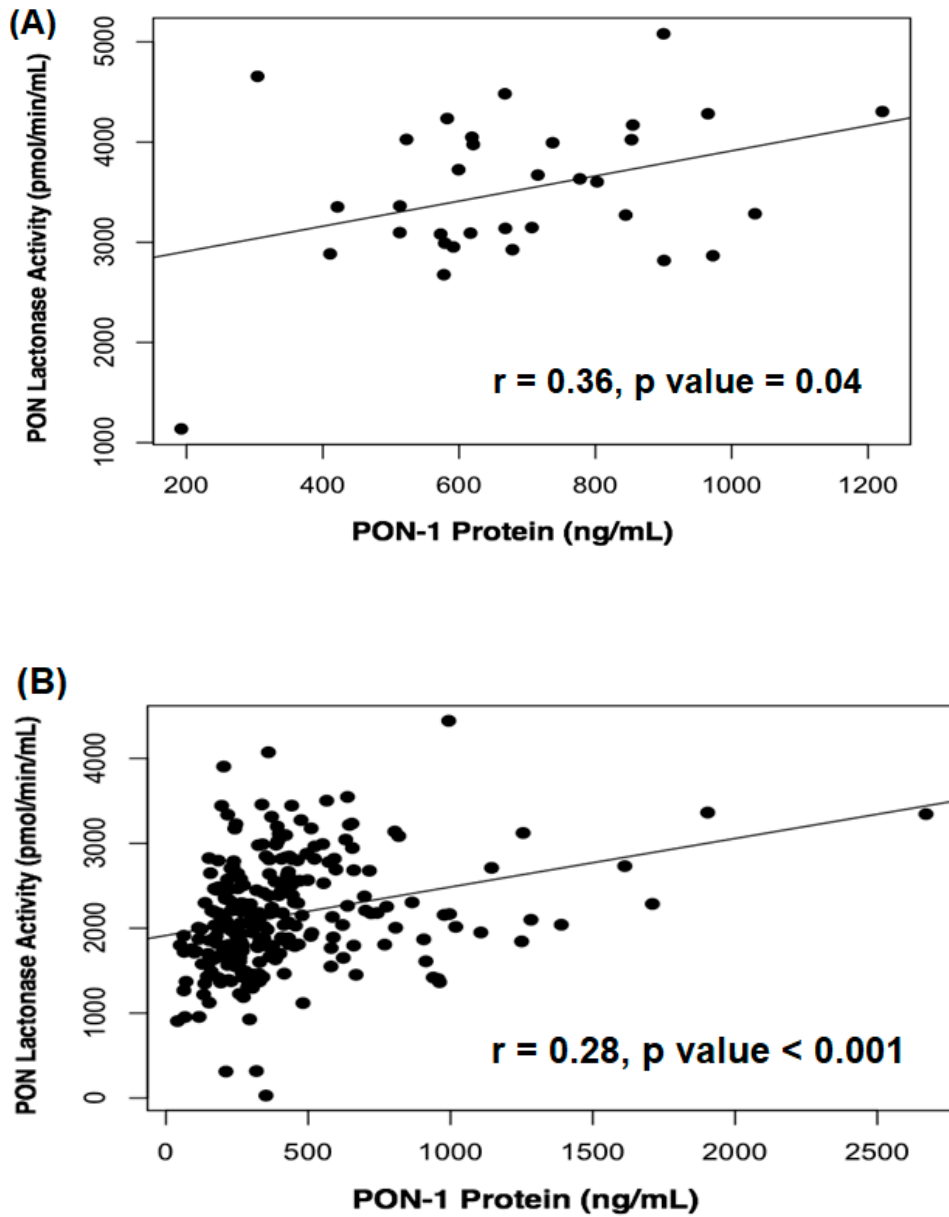 (A)
PON Lactonase Activity (pmol/min/mL)
5000
4000
3000
2000
1000
r = 0.36, p value = 0.04
200 400 600 800 1000 1200
PON-1 Protein (ng/mL)
(B)
PON Lactonase Activity (pmol/min/mL)
4000
3000
2000
1000
0
r = 0.28, p value < 0.001
0 500 1000 1500 2000 2500
PON-1 Protein (ng/mL)